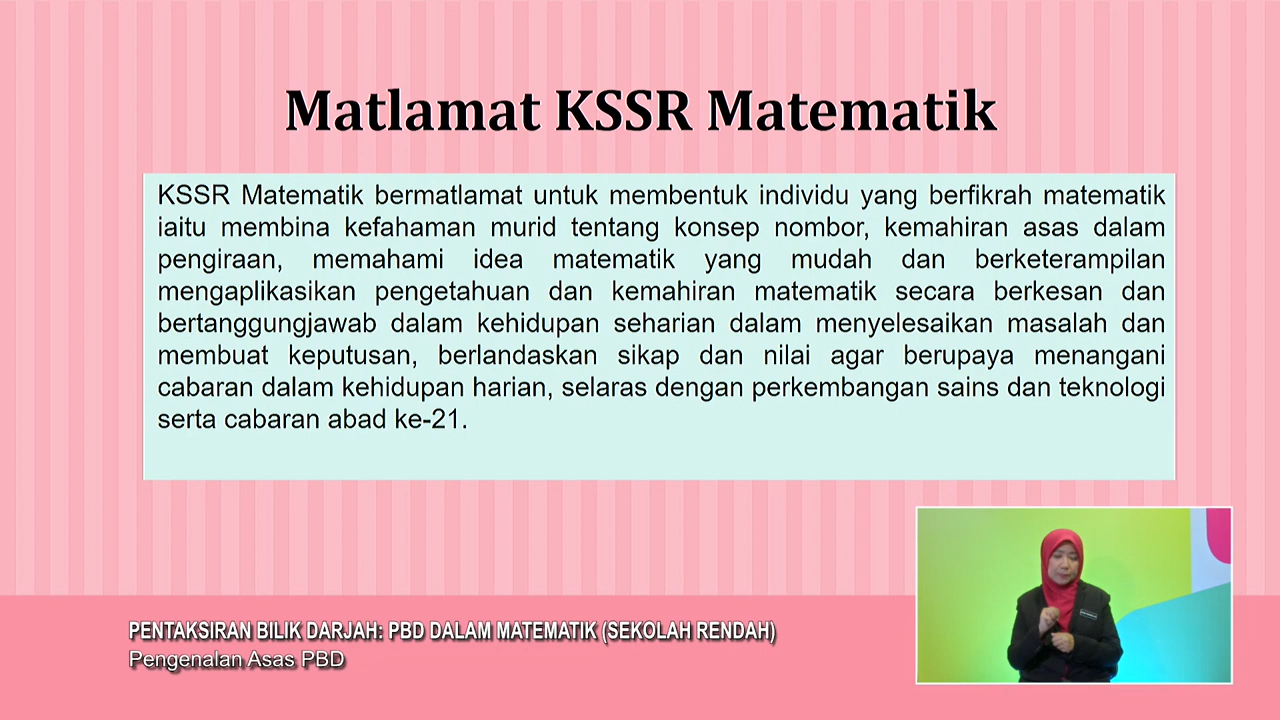 Matlamat KSSR Matematik
KSSR Matematik bermatlamat untuk membentuk individu yang berfikrah matematik
iaitu membina kefahaman murid tentang konsep nombor, kemahiran asas dalam
pengiraan, memahami idea matematik yang mudah dan berketerampilan
mengaplikasikan pengetahuan dan kemahiran matematik secara berkesan dan
bertanggungjawab dalam kehidupan seharian dalam menyelesaikan masalah dan
membuat keputusan, berlandaskan sikap dan nilai agar berupaya menangani
cabaran dalam kehidupan harian, selaras dengan perkembangan sains dan teknologi
serta cabaran abad ke-21.
PENTAKSIRAN BILIK DARJAH: PBD DALAM MATEMATIK (SEKOLAH RENDAH)
Pengenalan Asas PBD